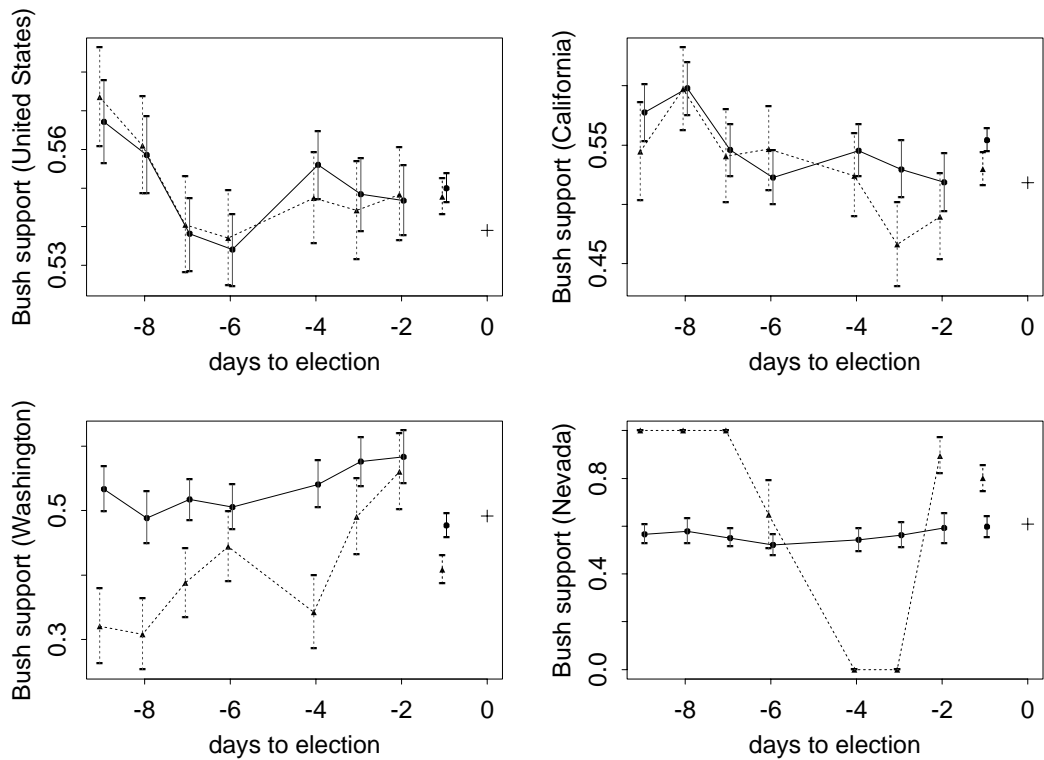 Bush support (United States)
0.53 0.56
-8 -6 -4 -2 0
days to election
Bush support (California)
0.45 0.55
-8 -6 -4 -2 0
days to election
Bush support (Washington)
0.3 0.5
-8 -6 -4 -2 0
days to election
Bush support (Nevada)
0.0 0.4 0.8
-8 -6 -4 -2 0
days to election